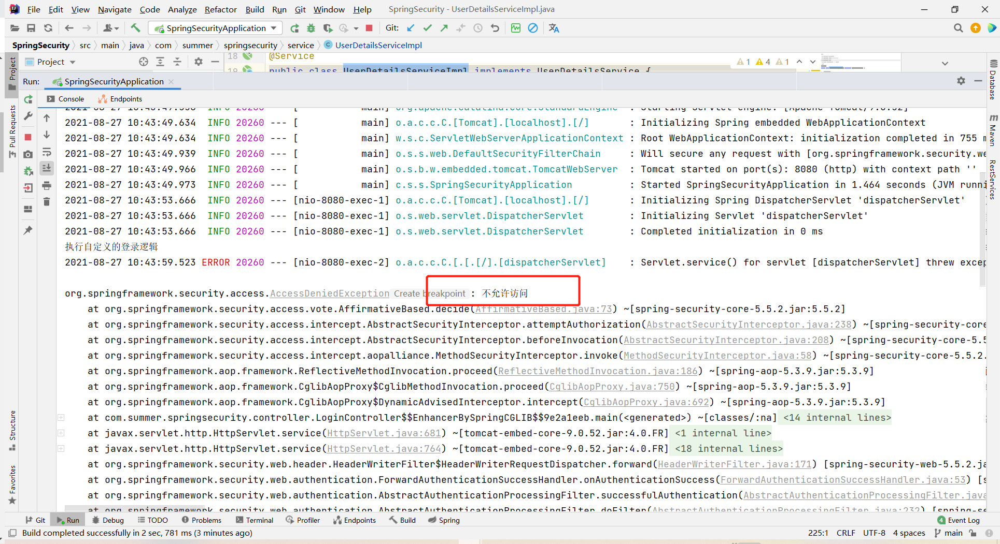 File Edit View Navigate Code Analyze Refactor Build Run Git Window Help SpringSecurity - UserDetailsServiceImpl.java
SpringSecurityApplication Git:
SpringSecurity src main java com summer springsecurity service UserDetailsServiceImpl
Project
18 @Service
19 public class UserDetailsServiceImpl implements UserDetailsService {
1 4 1
Run: SpringSecurityApplication
Console Endpoints
2021-08-27 10:43:49.634 INFO 20260 --- [ main] o.a.c.c.C.[Tomcat].[localhost].[/] : Initializing Spring embedded WebApplicationContext
2021-08-27 10:43:49.634 INFO 20260 --- [ main] w.s.c.ServletWebServerApplicationContext : Root WebApplicationContext: initialization completed in 755 m
2021-08-27 10:43:49.939 INFO 20260 --- [ main] o.s.s.web.DefaultSecurityFilterChain : Will secure any request with [org.springframework.security.we
2021-08-27 10:43:49.966 INFO 20260 --- [ main] o.s.b.w.embedded.tomcat.TomcatWebServer : Tomcat started on port(s): 8080 (http) with context path ''
2021-08-27 10:43:49.973 INFO 20260 --- [ main] c.s.s.SpringSecurityApplication : Started SpringSecurityApplication in 1.464 seconds (JVM runni
2021-08-27 10:43:53.666 INFO 20260 --- [nio-8080-exec-1] o.a.c.c.C.[Tomcat].[localhost].[/] : Initializing Spring DispatcherServlet 'dispatcherServlet'
2021-08-27 10:43:53.666 INFO 20260 --- [nio-8080-exec-1] o.s.web.servlet.DispatcherServlet : Initializing Servlet 'dispatcherServlet'
2021-08-27 10:43:53.666 INFO 20260 --- [nio-8080-exec-1] o.s.web.servlet.DispatcherServlet : Completed initialization in 0 ms
执行自定义的登录逻辑
2021-08-27 10:43:59.523 ERROR 20260 --- [nio-8080-exec-2] o.a.c.c.C.[.[.[/].[dispatcherServlet] : Servlet.service() for servlet [dispatcherServlet] threw excep
org.springframework.security.access.AccessDeniedException Create breakpoint : 不允许访问
at org.springframework.security.access.vote.AffirmativeBased.decide(AffirmativeBased.java:73) ~[spring-security-core-5.5.2.jar:5.5.2]
at org.springframework.security.access.intercept.AbstractSecurityInterceptor.attemptAuthorization(AbstractSecurityInterceptor.java:238) ~[spring-security-core
at org.springframework.security.access.intercept.AbstractSecurityInterceptor.beforeInvocation(AbstractSecurityInterceptor.java:208) ~[spring-security-core-5.5
at org.springframework.security.access.intercept.aopalliance.MethodSecurityInterceptor.invoke(MethodSecurityInterceptor.java:58) ~[spring-security-core-5.5.2.
at org.springframework.aop.framework.ReflectiveMethodInvocation.proceed(ReflectiveMethodInvocation.java:186) ~[spring-aop-5.3.9.jar:5.3.9]
at org.springframework.aop.framework.CglibAopProxy$CglibMethodInvocation.proceed(CglibAopProxy.java:750) ~[spring-aop-5.3.9.jar:5.3.9]
at org.springframework.aop.framework.CglibAopProxy$DynamicAdvisedInterceptor.intercept(CglibAopProxy.java:692) ~[spring-aop-5.3.9.jar:5.3.9]
at com.summer.springsecurity.controller.LoginController$$EnhancerBySpringCGLIB$$9e2a1eeb.main(<generated>) ~[classes/:na] <14 internal lines>
at javax.servlet.http.HttpServlet.service(HttpServlet.java:681) ~[tomcat-embed-core-9.0.52.jar:4.0.FR] <1 internal line>
at javax.servlet.http.HttpServlet.service(HttpServlet.java:764) ~[tomcat-embed-core-9.0.52.jar:4.0.FR] <18 internal lines>
at org.springframework.security.web.header.HeaderWriterFilter$HeaderWriterRequestDispatcher.forward(HeaderWriterFilter.java:171) [spring-security-web-5.5.2.ja
at org.springframework.security.web.authentication.ForwardAuthenticationSuccessHandler.onAuthenticationSuccess(ForwardAuthenticationSuccessHandler.java:53) [s
at org.springframework.security.web.authentication.AbstractAuthenticationProcessingFilter.successfulAuthentication(AbstractAuthenticationProcessingFilter.java
at org.springframework.security.web.authentication.AbstractAuthenticationProcessingFilter.doFilter(AbstractAuthenticationProcessingFilter.java:232) [spring-se
Project
Pull Requests
Structure
Favorites
Database
m Maven
RestServices
Git Run Debug TODO Problems Terminal Profiler Endpoints Build Spring 4 Event Log
Build completed successfully in 2 sec, 781 ms (3 minutes ago) 225:1 CRLF UTF-8 4 spaces main